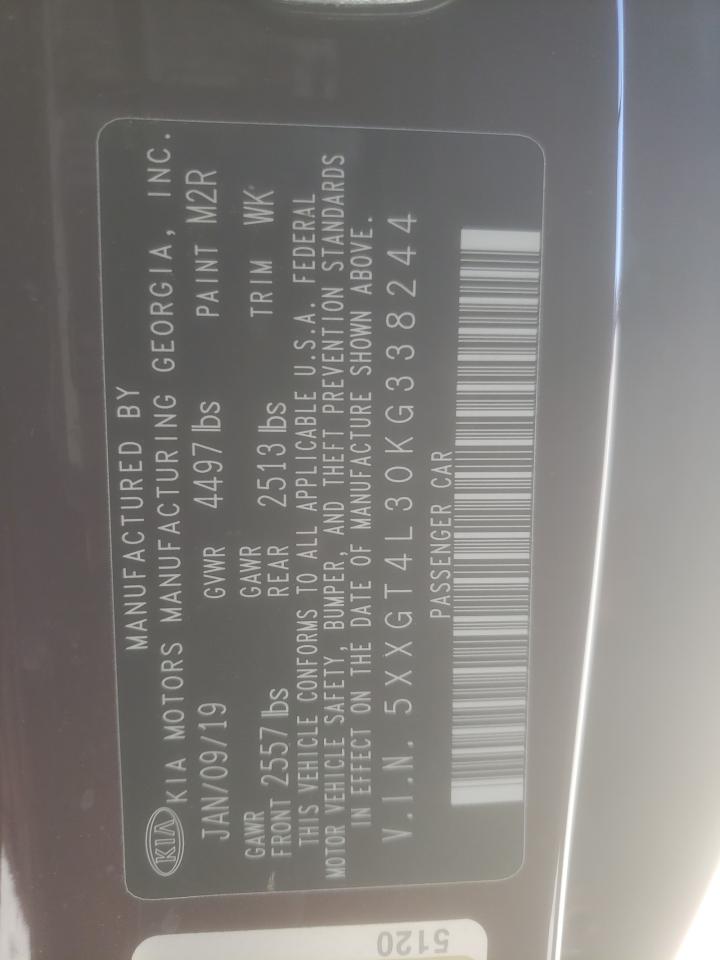 MANUFACTURED BY
KIA KIA MOTORS MANUFACTURING GEORGIA, INC.
JAN/09/19 GVWR 4497 lbs PAINT M2R
GAWR FRONT 2557 lbs GAWR REAR 2513 lbs TRIM WK
THIS VEHICLE CONFORMS TO ALL APPLICABLE U.S.A. FEDERAL
MOTOR VEHICLE SAFETY, BUMPER, AND THEFT PREVENTION STANDARDS
IN EFFECT ON THE DATE OF MANUFACTURE SHOWN ABOVE.
V.I.N. 5XXGT4L30KG338244
PASSENGER CAR
5120